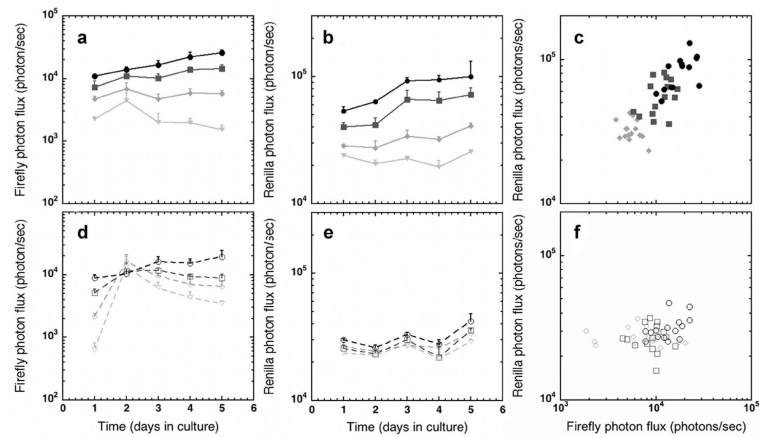 Firefly photon flux (photon/sec)
10⁵
10⁴
10³
10²
a
Renilla photon flux (photon/sec)
10⁵
10⁴
b
Renilla photon flux (photons/sec)
10⁵
10⁴
c
Firefly photon flux (photon/sec)
10⁵
10⁴
10³
10²
d
0 1 2 3 4 5 6
Time (days in culture)
Renilla photon flux (photon/sec)
10⁵
10⁴
e
0 1 2 3 4 5 6
Time (days in culture)
Renilla photon flux (photons/sec)
10⁵
10⁴
f
10³ 10⁴ 10⁵
Firefly photon flux (photons/sec)